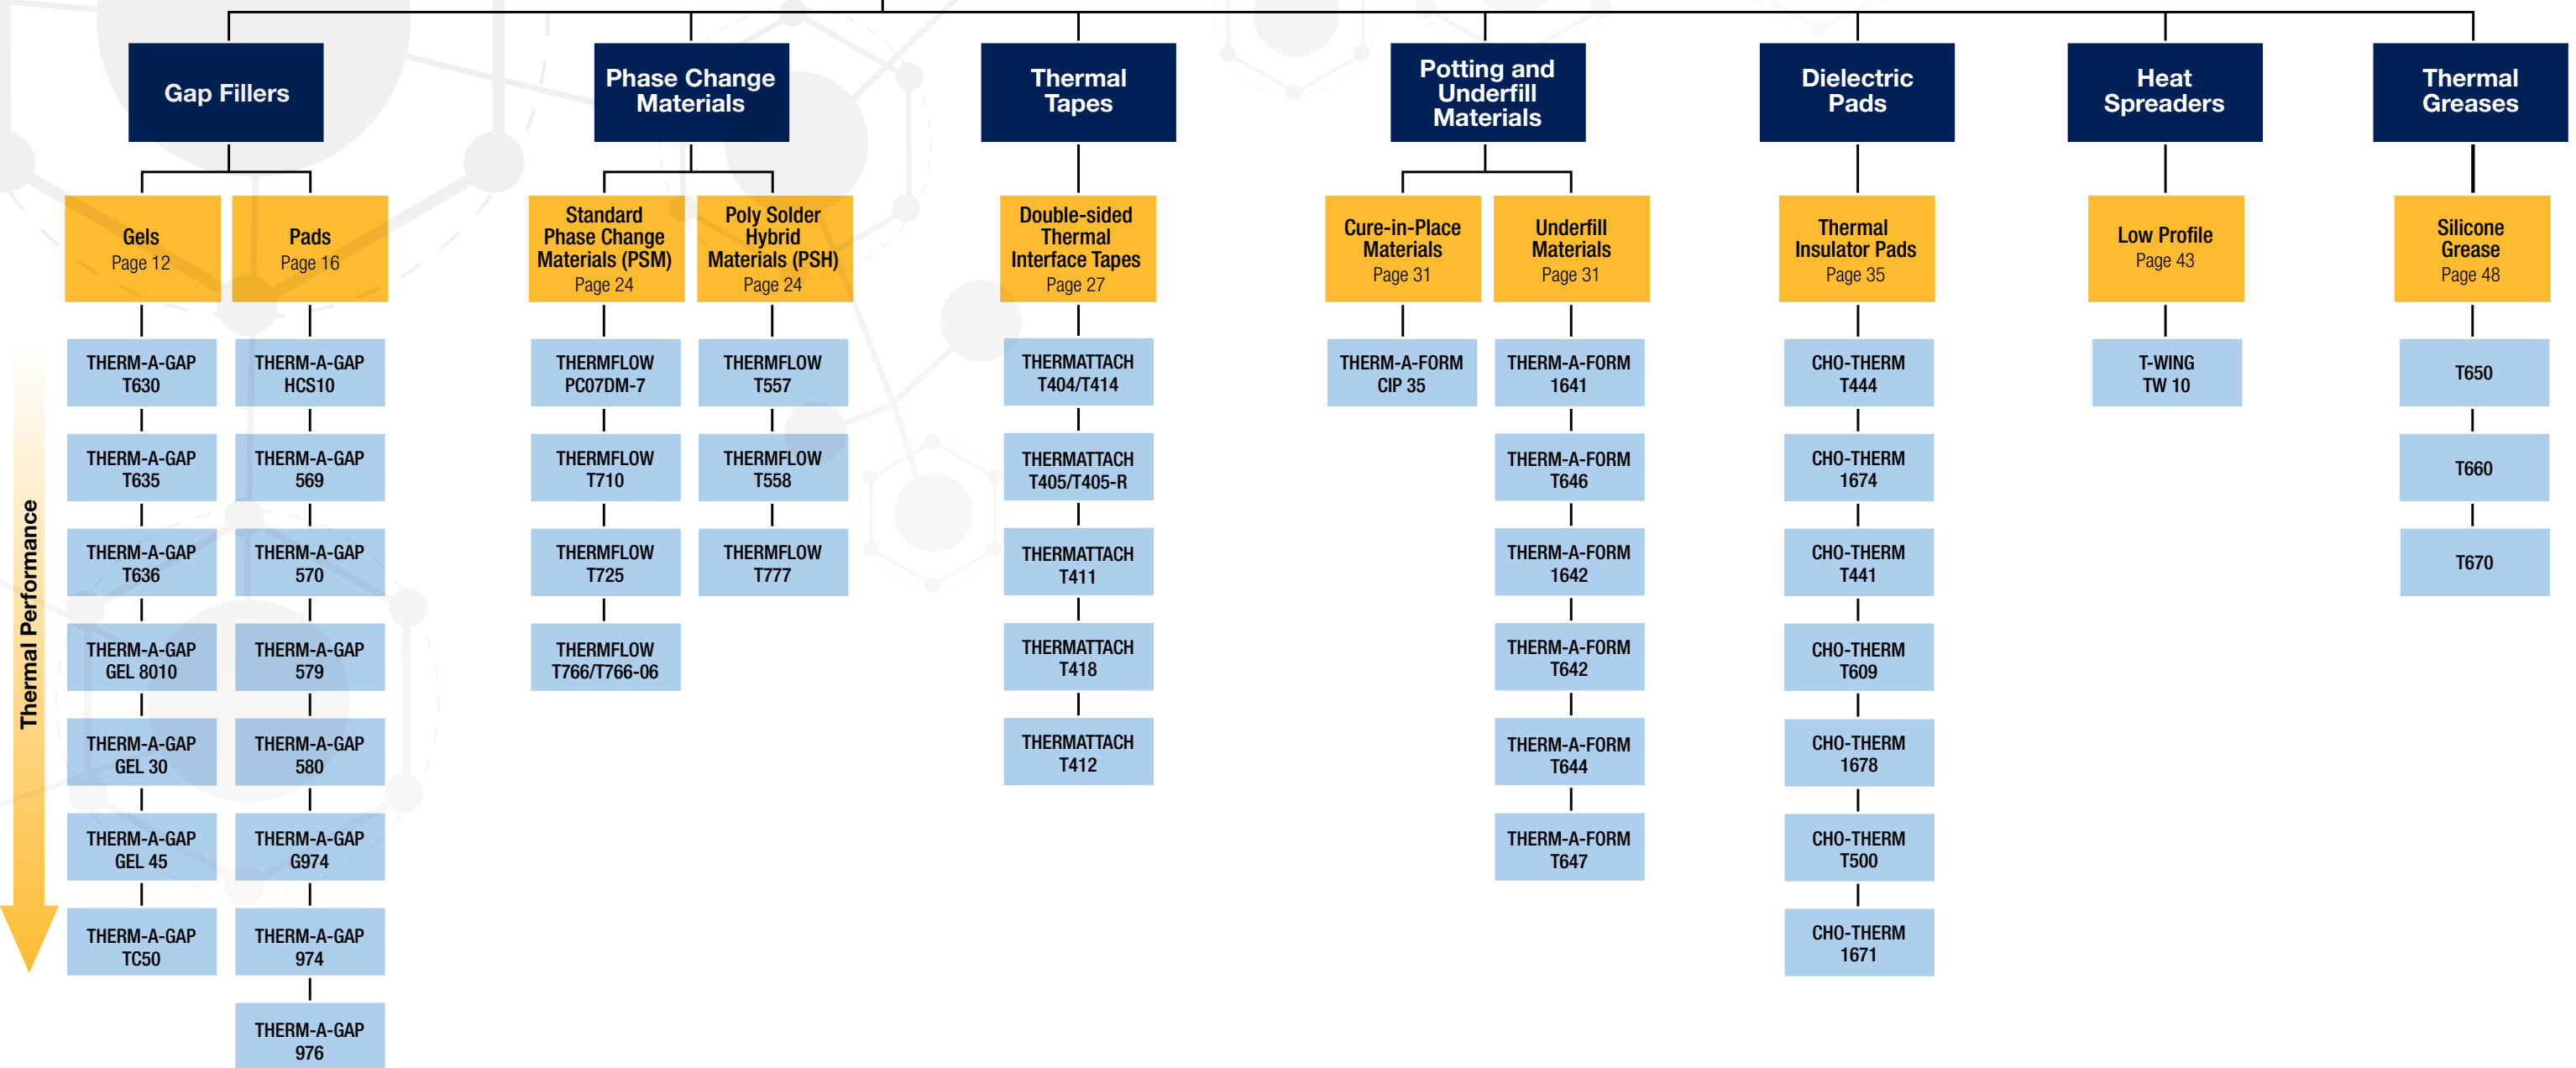 Gap Fillers
Phase Change
Materials
Thermal
Tapes
Potting and
Underfill
Materials
Dielectric
Pads
Heat
Spreaders
Thermal
Greases
Gels
Page 12
Pads
Page 16
Standard
Phase Change
Materials (PSM)
Page 24
Poly Solder
Hybrid
Materials (PSH)
Page 24
Double-sided
Thermal
Interface Tapes
Page 27
Cure-in-Place
Materials
Page 31
Underfill
Materials
Page 31
Thermal
Insulator Pads
Page 35
Low Profile
Page 43
Silicone
Grease
Page 48
Thermal Performance
THERM-A-GAP
T630
THERM-A-GAP
T635
THERM-A-GAP
T636
THERM-A-GAP
GEL 8010
THERM-A-GAP
GEL 30
THERM-A-GAP
GEL 45
THERM-A-GAP
TC50
THERM-A-GAP
HCS10
THERM-A-GAP
569
THERM-A-GAP
570
THERM-A-GAP
579
THERM-A-GAP
580
THERM-A-GAP
G974
THERM-A-GAP
974
THERM-A-GAP
976
THERMFLOW
PC07DM-7
THERMFLOW
T710
THERMFLOW
T725
THERMFLOW
T766/T766-06
THERMFLOW
T557
THERMFLOW
T558
THERMFLOW
T777
THERMATTACH
T404/T414
THERMATTACH
T405/T405-R
THERMATTACH
T411
THERMATTACH
T418
THERMATTACH
T412
THERM-A-FORM
CIP 35
THERM-A-FORM
1641
THERM-A-FORM
T646
THERM-A-FORM
1642
THERM-A-FORM
T642
THERM-A-FORM
T644
THERM-A-FORM
T647
CHO-THERM
T444
CHO-THERM
1674
CHO-THERM
T441
CHO-THERM
T609
CHO-THERM
1678
CHO-THERM
T500
CHO-THERM
1671
T-WING
TW 10
T650
T660
T670